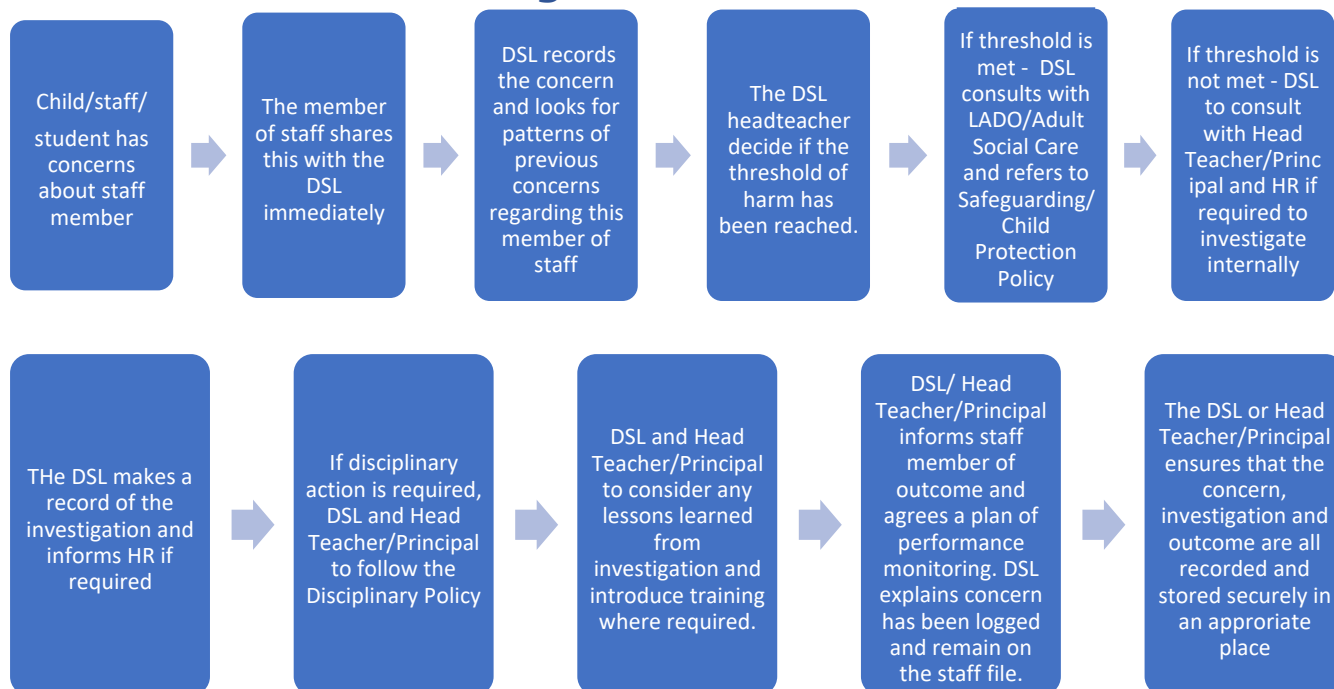 Child/staff/
student has
concerns
about staff
member
The member
of staff shares
this with the
DSL
immediately
DSL records
the concern
and looks for
patterns of
previous
concerns
regarding this
member of
staff
The DSL
headteacher
decide if the
threshold of
harm has
been reached.
If threshold is
met - DSL
consults with
LADO/Adult
Social Care
and refers to
Safeguarding/
Child
Protection
Policy
If threshold is
not met - DSL
to consult
with Head
Teacher/Princ
ipal and HR if
required to
investigate
internally
THe DSL makes a
record of the
investigation and
informs HR if
required
If disciplinary
action is required,
DSL and Head
Teacher/Principal
to follow the
Disciplinary Policy
DSL and Head
Teacher/Principal
to consider any
lessons learned
from
investigation and
introduce training
where required.
DSL/ Head
Teacher/Principal
informs staff
member of
outcome and
agrees a plan of
performance
monitoring. DSL
explains concern
has been logged
and remain on
the staff file.
The DSL or Head
Teacher/Principal
ensures that the
concern,
investigation and
outcome are all
recorded and
stored securely in
an approriate
place